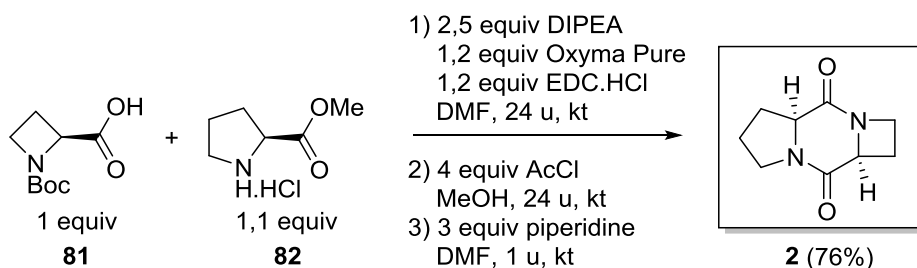 1) 2,5 equiv DIPEA
1,2 equiv Oxyma Pure
1,2 equiv EDC.HCl
DMF, 24 u, kt
2) 4 equiv AcCl
MeOH, 24 u, kt
3) 3 equiv piperidine
DMF, 1 u, kt
OH
O
N
Boc
1 equiv
81
+
OMe
O
N
H.HCl
1,1 equiv
82
H
O
N
N
O
H
2 (76%)